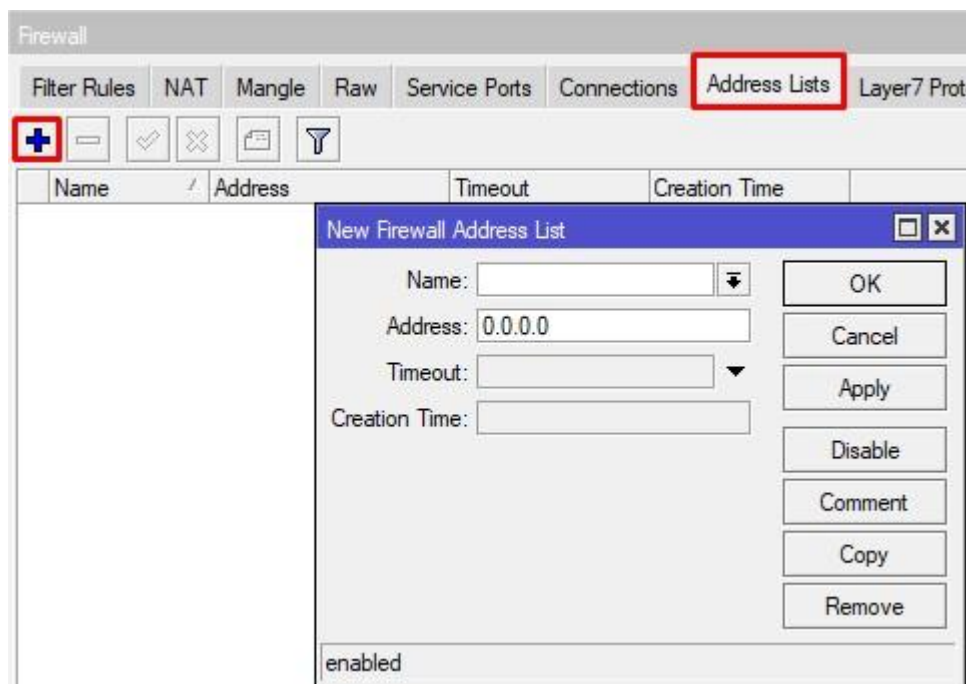 Firewall
Filter Rules NAT Mangle Raw Service Ports Connections Address Lists Layer7 Prot
Name Address Timeout Creation Time
New Firewall Address List
Name:
OK
Address: 0.0.0.0
Cancel
Timeout:
Apply
Creation Time:
Disable
Comment
Copy
Remove
enabled